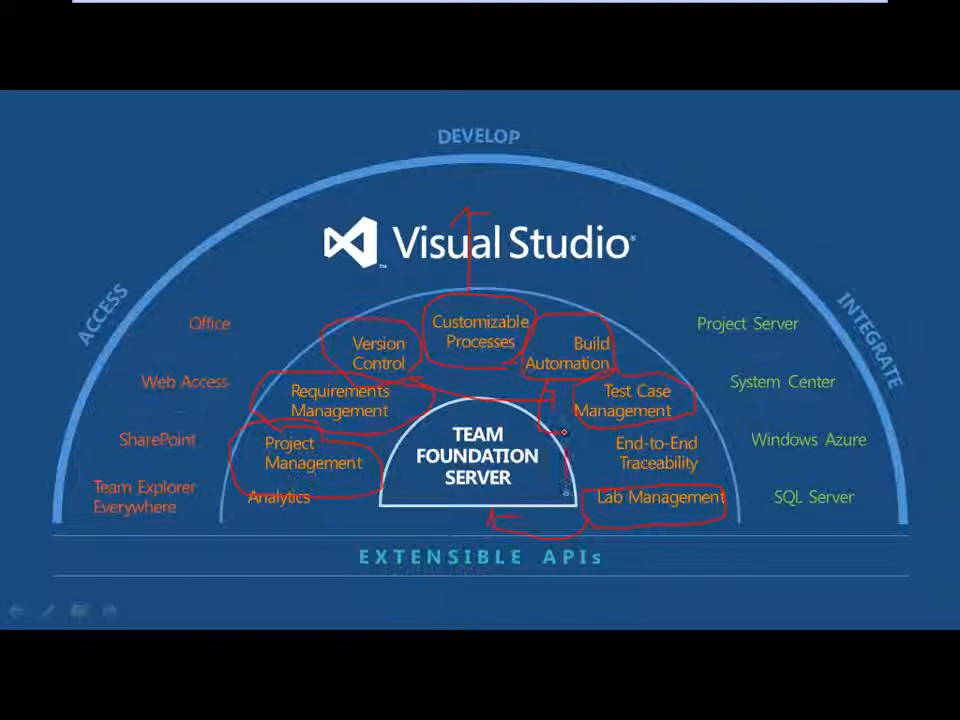 DEVELOP
ACCESS
INTEGRATE
Visual Studio
Office
Web Access
SharePoint
Team Explorer
Everywhere
Customizable
Processes
Version
Control
Requirements
Management
Project
Management
Analytics
Build
Automation
Test Case
Management
End-to-End
Traceability
Lab Management
TEAM
FOUNDATION
SERVER
Project Server
System Center
Windows Azure
SQL Server
EXTENSIBLE APIs